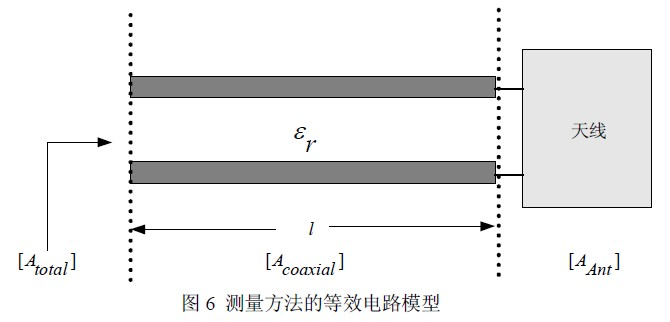 天线
εr
l
[Atotal]
[Acoaxial]
[AAnt]
图 6 测量方法的等效电路模型